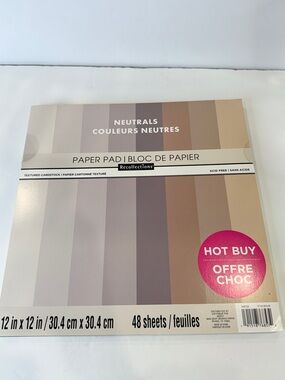 NEUTRALS
COULEURS NEUTRES
PAPER PAD | BLOC DE PAPIER
Recollections
TEXTURED CARDSTOCK / PAPIER CARTONNÉ TEXTURÉ
ACID FREE / SANS ACIDE
HOT BUY
OFFRE
CHOC
12 in x 12 in / 30.4 cm x 30.4 cm
48 sheets / feuilles